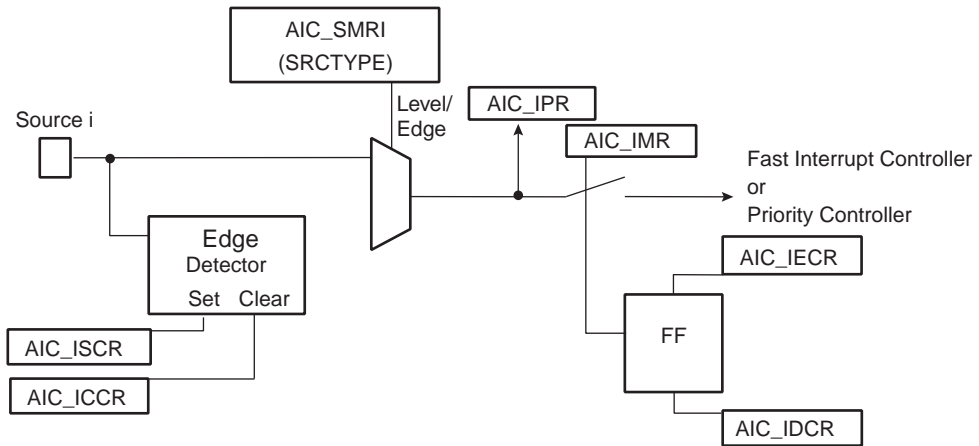 AIC_SMRI
(SRCTYPE)
Level/
Edge
AIC_IPR
Source i
AIC_IMR
Fast Interrupt Controller
or
Priority Controller
Edge
Detector
Set Clear
AIC_IECR
FF
AIC_ISCR
AIC_ICCR
AIC_IDCR